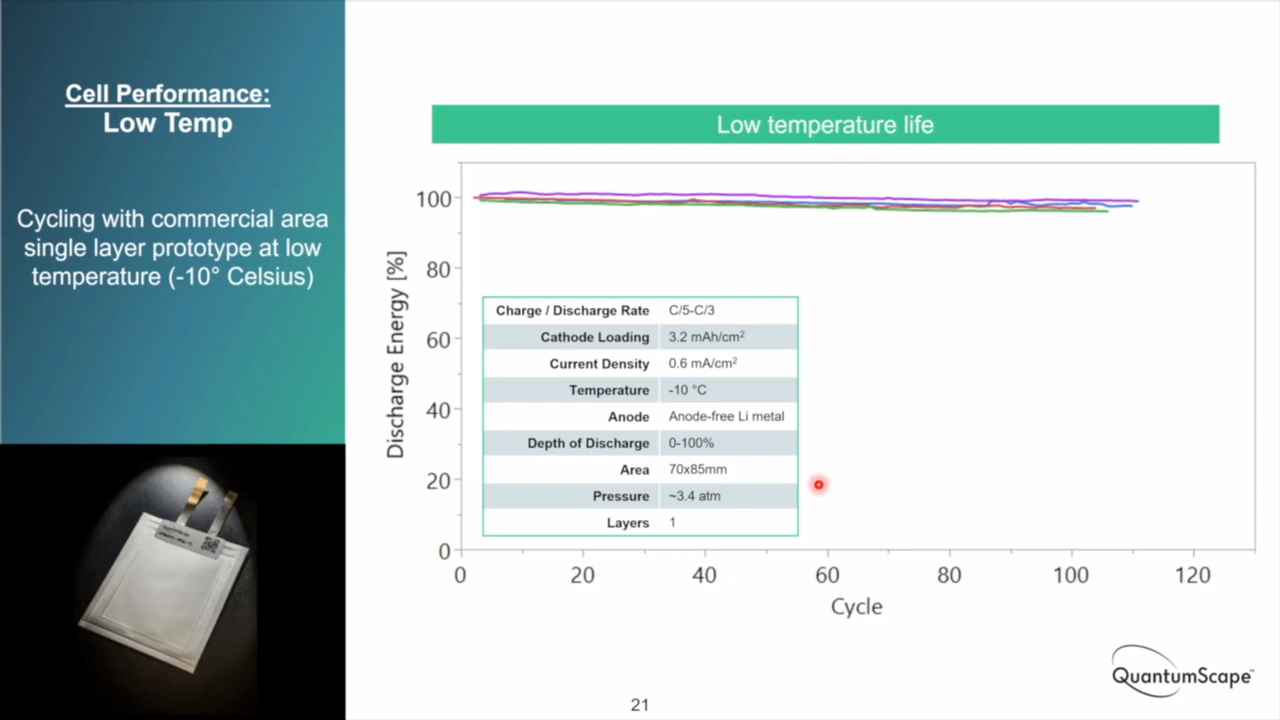 Cell Performance:
Low Temp
Cycling with commercial area
single layer prototype at low
temperature (-10° Celsius)
Low temperature life
Discharge Energy [%]
100
80
60
40
20
0
Charge / Discharge Rate C/5-C/3
Cathode Loading 3.2 mAh/cm²
Current Density 0.6 mA/cm²
Temperature -10 °C
Anode Anode-free Li metal
Depth of Discharge 0-100%
Area 70x85mm
Pressure ~3.4 atm
Layers 1
0 20 40 60 80 100 120
Cycle
QuantumScape™
21